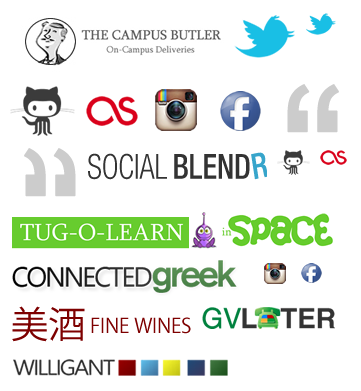 THE CAMPUS BUTLER
On-Campus Deliveries
“
”
SOCIAL BLENDR
TUG-O-LEARN in SPACE
CONNECTEDgreek
美酒 FINE WINES
GVLATER
WILLIGANT